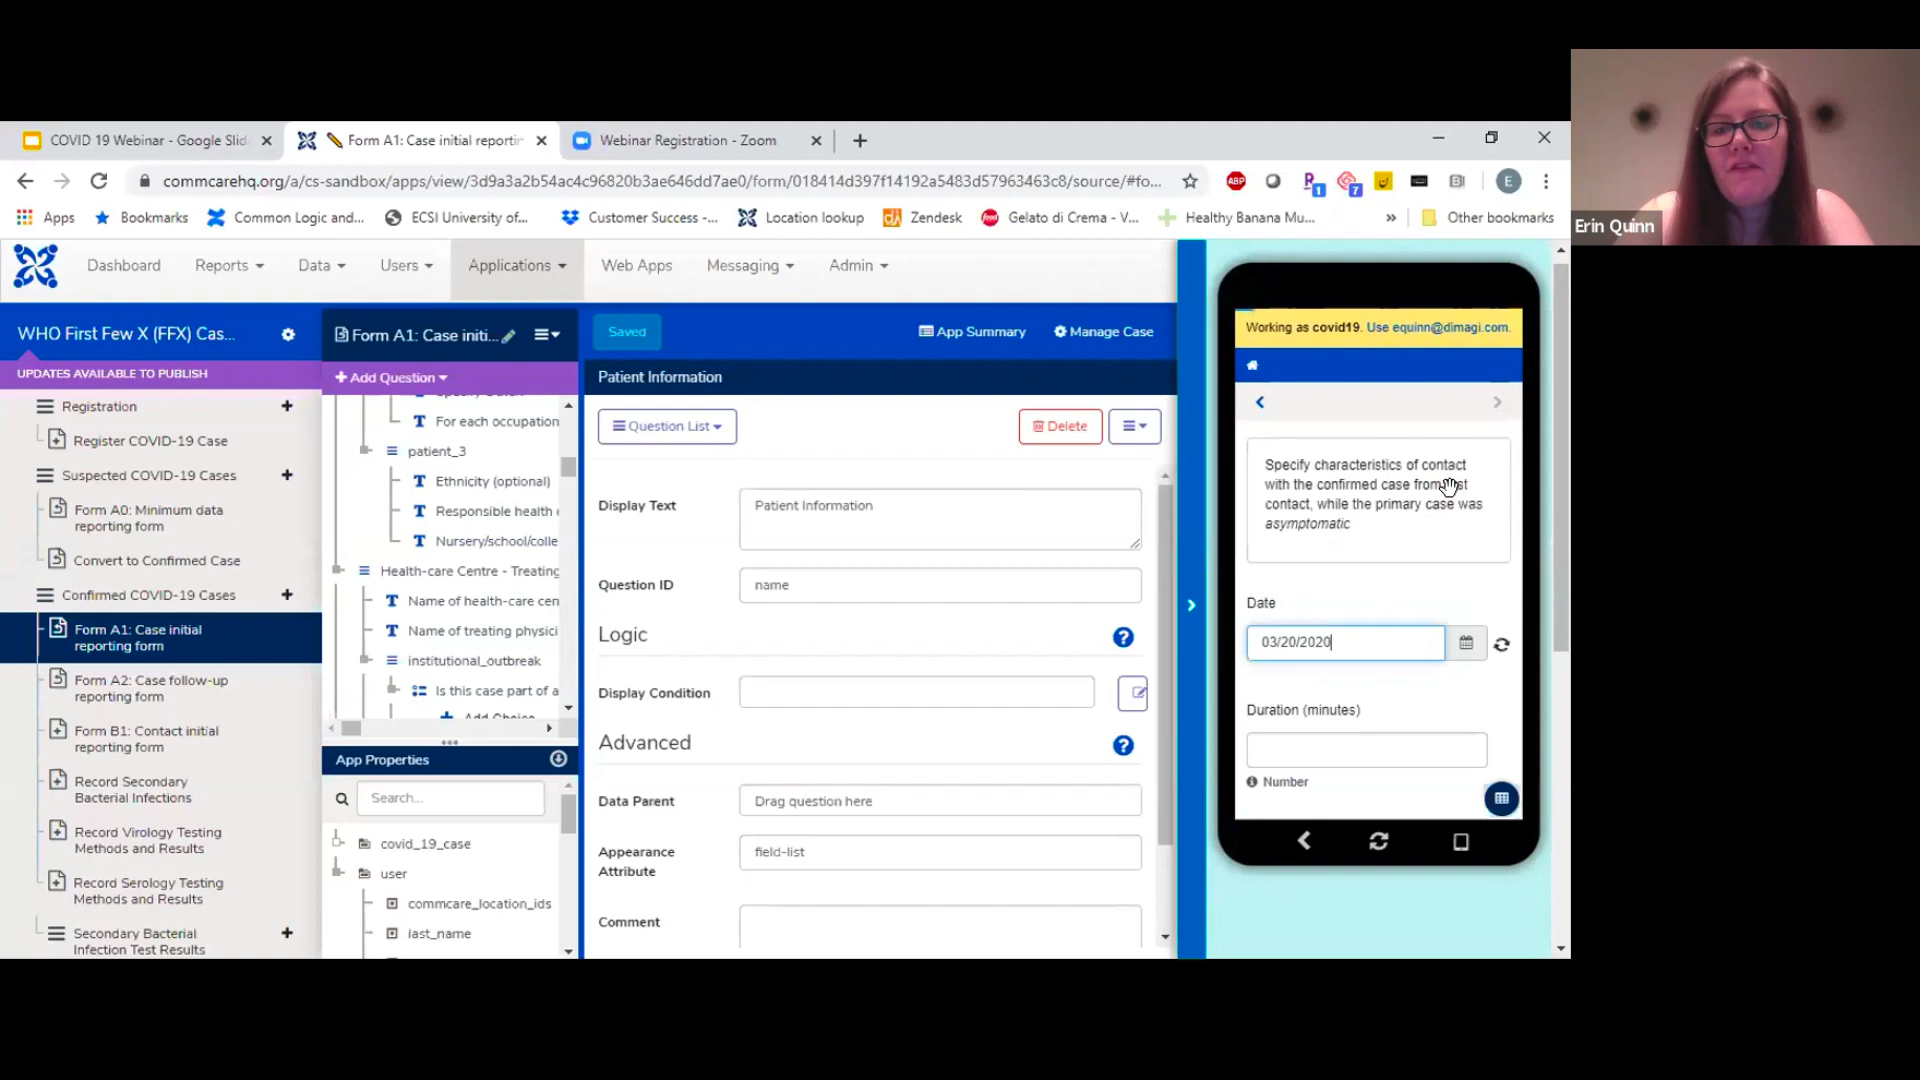 COVID 19 Webinar - Google Slid
Form A1: Case initial reportin
Webinar Registration - Zoom
commcarehq.org/a/cs-sandbox/apps/view/3d9a3a2b54ac4c96820b3ae646dd7ae0/form/018414d397f14192a5483d57963463c8/source/#fo...
ABP
1
7
E
Apps
Bookmarks
Common Logic and...
ECSI University of...
Customer Success -...
Location lookup
Zendesk
Gelato di Crema - V...
Healthy Banana Mu...
»
Other bookmarks
Erin Quinn
Dashboard
Reports
Data
Users
Applications
Web Apps
Messaging
Admin
WHO First Few X (FFX) Cas...
UPDATES AVAILABLE TO PUBLISH
Registration
Register COVID-19 Case
Suspected COVID-19 Cases
Form A0: Minimum data
reporting form
Convert to Confirmed Case
Confirmed COVID-19 Cases
Form A1: Case initial
reporting form
Form A2: Case follow-up
reporting form
Form B1: Contact initial
reporting form
Record Secondary
Bacterial Infections
Record Virology Testing
Methods and Results
Record Serology Testing
Methods and Results
Secondary Bacterial
Infection Test Results
Form A1: Case initi...
+ Add Question
For each occupation
patient_3
Ethnicity (optional)
Responsible health
Nursery/school/colle
Health-care Centre - Treating
Name of health-care cen
Name of treating physici
institutional_outbreak
Is this case part of a
Add Choice
App Properties
Search...
covid_19_case
user
commcare_location_ids
last_name
Saved
App Summary
Manage Case
Patient Information
Question List
Delete
Display Text
Patient Information
Question ID
name
Logic
Display Condition
Advanced
Data Parent
Drag question here
Appearance
Attribute
field-list
Comment
Working as covid19. Use equinn@dimagi.com.
Specify characteristics of contact
with the confirmed case from
contact, while the primary case was
asymptomatic
Date
03/20/2020
Duration (minutes)
Number